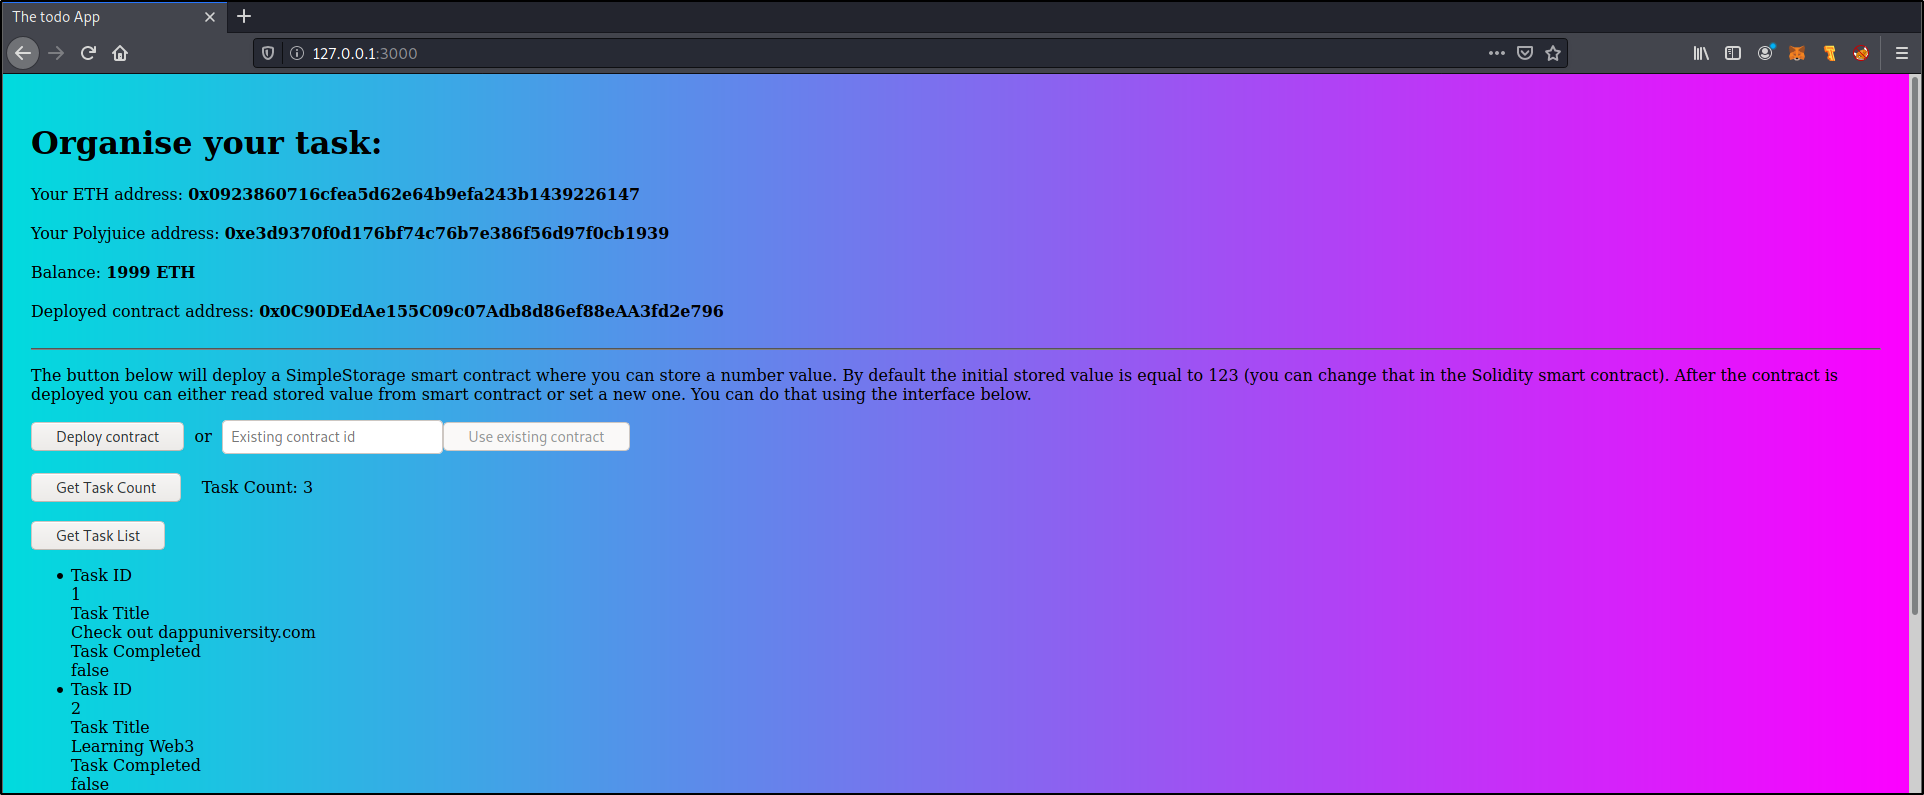 The todo App
127.0.0.1:3000
Organise your task:
Your ETH address: 0x0923860716cfea5d62e64b9efa243b1439226147
Your Polyjuice address: 0xe3d9370f0d176bf74c76b7e386f56d97f0cb1939
Balance: 1999 ETH
Deployed contract address: 0x0C90DEdAe155C09c07Adb8d86ef88eAA3fd2e796
The button below will deploy a SimpleStorage smart contract where you can store a number value. By default the initial stored value is equal to 123 (you can change that in the Solidity smart contract). After the contract is
deployed you can either read stored value from smart contract or set a new one. You can do that using the interface below.
Deploy contract or Existing contract id Use existing contract
Get Task Count Task Count: 3
Get Task List
Task ID
1
Task Title
Check out dappuniversity.com
Task Completed
false
Task ID
2
Task Title
Learning Web3
Task Completed
false